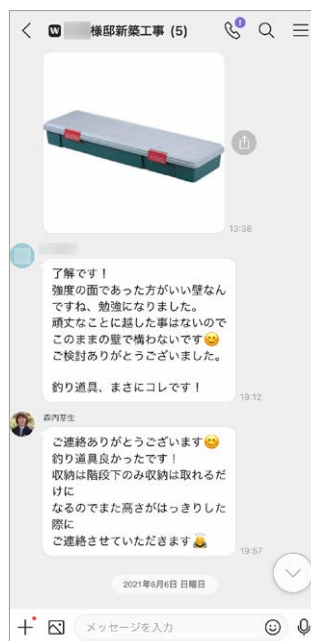 W 様邸新築工事 (5)
13:38
了解です！
強度の面であった方がいい壁なん
ですね、勉強になりました。
頑丈なことに越した事はないので
このままの壁で構わないです😄
ご検討ありがとうございました。
釣り道具、まさにコレです！
19:12
森内芽生
ご連絡ありがとうございます😊
釣り道具良かったです！
収納は階段下のみ収納は取れるだ
けに
なるのでまた高さがはっきりした
際に
ご連絡させていただきます🙇
19:57
2021年6月6日 日曜日
メッセージを入力